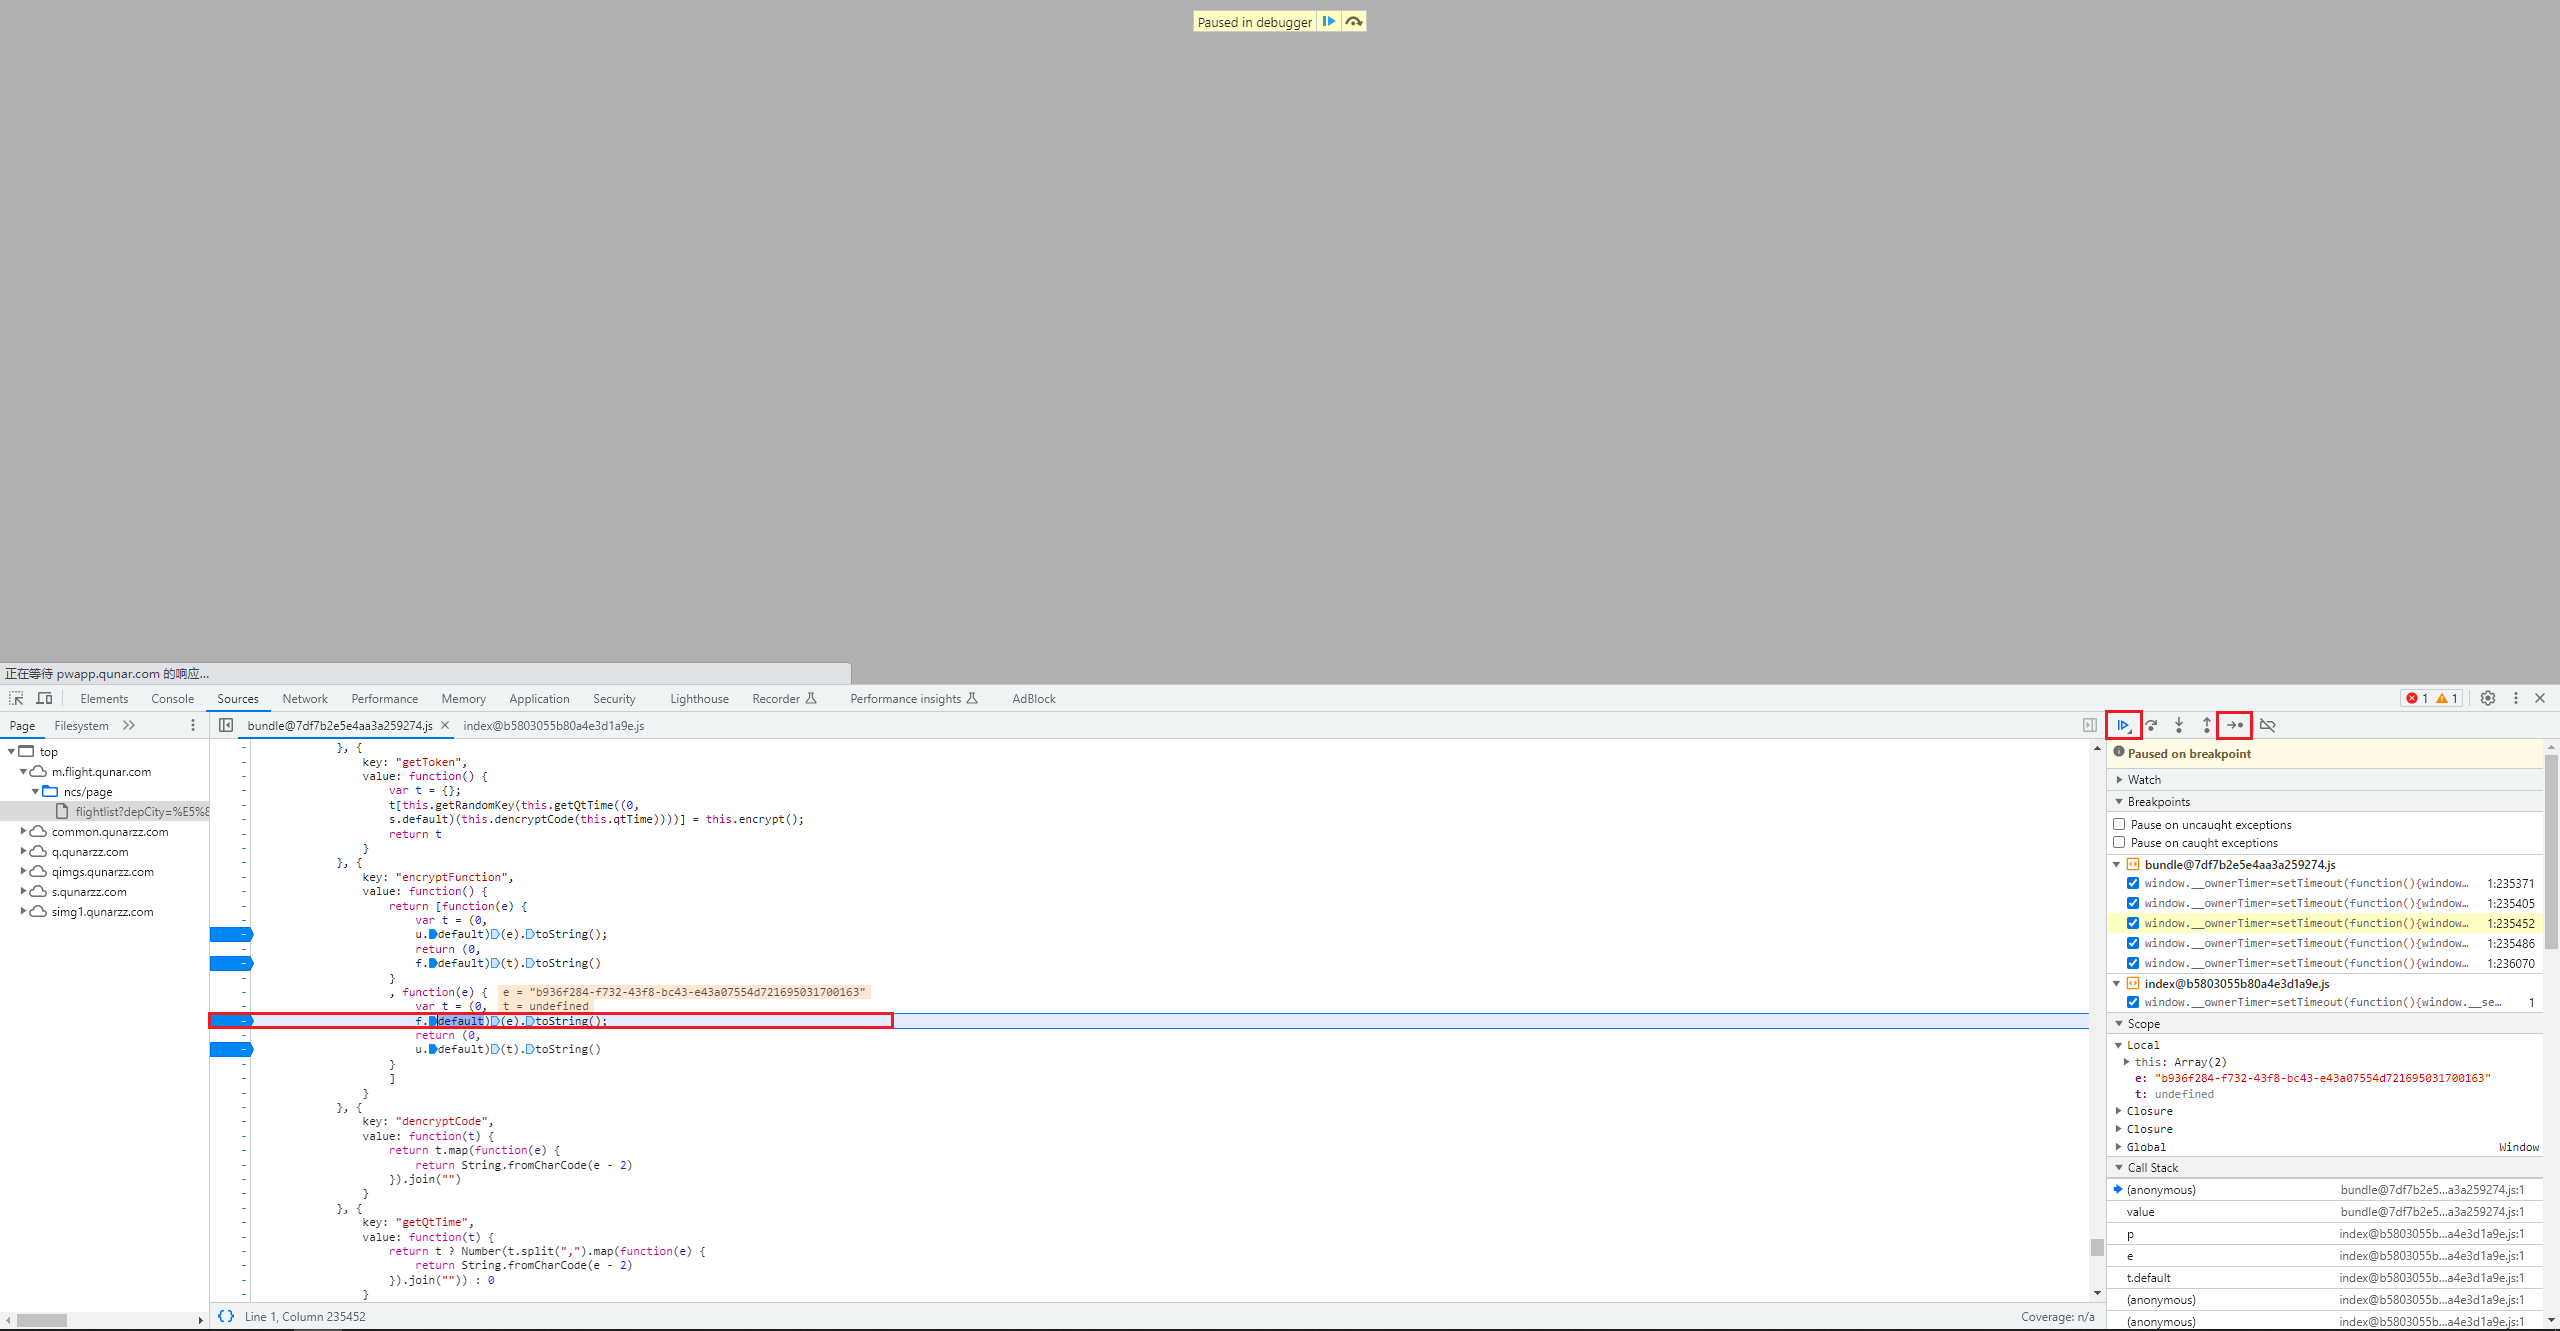 Paused in debugger
正在等待 pwapp.qunar.com 的响应...
Elements Console Sources Network Performance Memory Application Security Lighthouse Recorder Performance insights AdBlock 1 1
Page Filesystem
bundle@7df7b2e5e4aa3a259274.js index@b5803055b80a4e3d1a9e.js
top
m.flight.qunar.com
ncs/page
flightlist?depCity=%E5%8
common.qunarzz.com
q.qunarzz.com
qimgs.qunarzz.com
s.qunarzz.com
simg1.qunarzz.com
}, {
key: "getToken",
value: function() {
var t = {};
t[this.getRandomKey(this.getQtTime((0,
s.default)(this.dencryptCode(this.qtTime))))] = this.encrypt();
return t
}
}, {
key: "encryptFunction",
value: function() {
return [function(e) {
var t = (0,
u.default)(e).toString();
return (0,
f.default)(t).toString()
}
, function(e) { e = "b936f284-f732-43f8-bc43-e43a07554d721695031700163"
var t = (0, t = undefined
f.default)(e).toString();
return (0,
u.default)(t).toString()
}
]
}
}, {
key: "dencryptCode",
value: function(t) {
return t.map(function(e) {
return String.fromCharCode(e - 2)
}).join("")
}
}, {
key: "getQtTime",
value: function(t) {
return t ? Number(t.split(",").map(function(e) {
return String.fromCharCode(e - 2)
}).join("")) : 0
}
Line 1, Column 235452
Coverage: n/a
Paused on breakpoint
Watch
Breakpoints
Pause on uncaught exceptions
Pause on caught exceptions
bundle@7df7b2e5e4aa3a259274.js
window.__ownerTimer=setTimeout(function(){window… 1:235371
window.__ownerTimer=setTimeout(function(){window… 1:235405
window.__ownerTimer=setTimeout(function(){window… 1:235452
window.__ownerTimer=setTimeout(function(){window… 1:235486
window.__ownerTimer=setTimeout(function(){window… 1:236070
index@b5803055b80a4e3d1a9e.js
window.__ownerTimer=setTimeout(function(){window.__se… 1
Scope
Local
this: Array(2)
e: "b936f284-f732-43f8-bc43-e43a07554d721695031700163"
t: undefined
Closure
Closure
Global Window
Call Stack
(anonymous) bundle@7df7b2e5…a3a259274.js:1
value bundle@7df7b2e5…a3a259274.js:1
p index@b5803055b…a4e3d1a9e.js:1
e index@b5803055b…a4e3d1a9e.js:1
t.default index@b5803055b…a4e3d1a9e.js:1
(anonymous) index@b5803055b…a4e3d1a9e.js:1
(anonymous) index@b5803055b…a4e3d1a9e.js:1